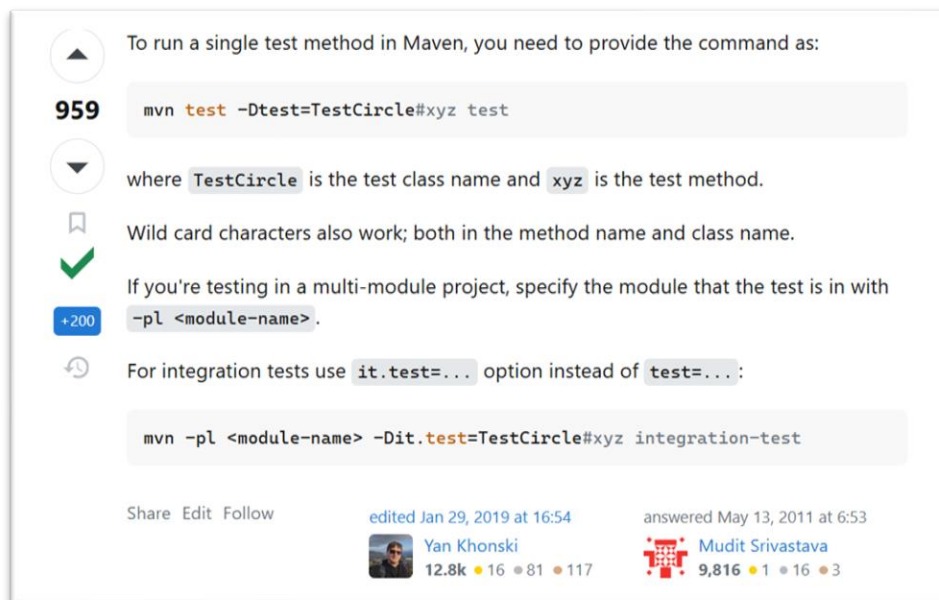 To run a single test method in Maven, you need to provide the command as:
959
mvn test -Dtest=TestCircle#xyz test
where TestCircle is the test class name and xyz is the test method.
Wild card characters also work; both in the method name and class name.
If you're testing in a multi-module project, specify the module that the test is in with
-pl <module-name>.
+200
For integration tests use it.test=... option instead of test=...:
mvn -pl <module-name> -Dit.test=TestCircle#xyz integration-test
Share Edit Follow
edited Jan 29, 2019 at 16:54
Yan Khonski
12.8k 16 81 117
answered May 13, 2011 at 6:53
Mudit Srivastava
9,816 1 16 3